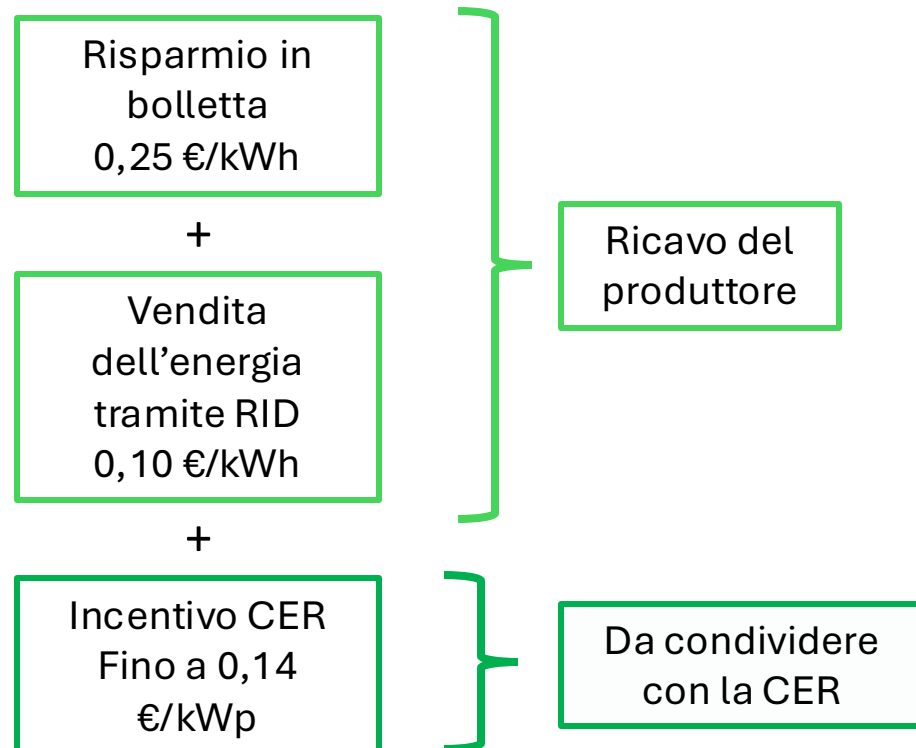 Risparmio in
bolletta
0,25 €/kWh
+
Vendita
dell’energia
tramite RID
0,10 €/kWh
+
Incentivo CER
Fino a 0,14
€/kWp
Ricavo del
produttore
Da condividere
con la CER